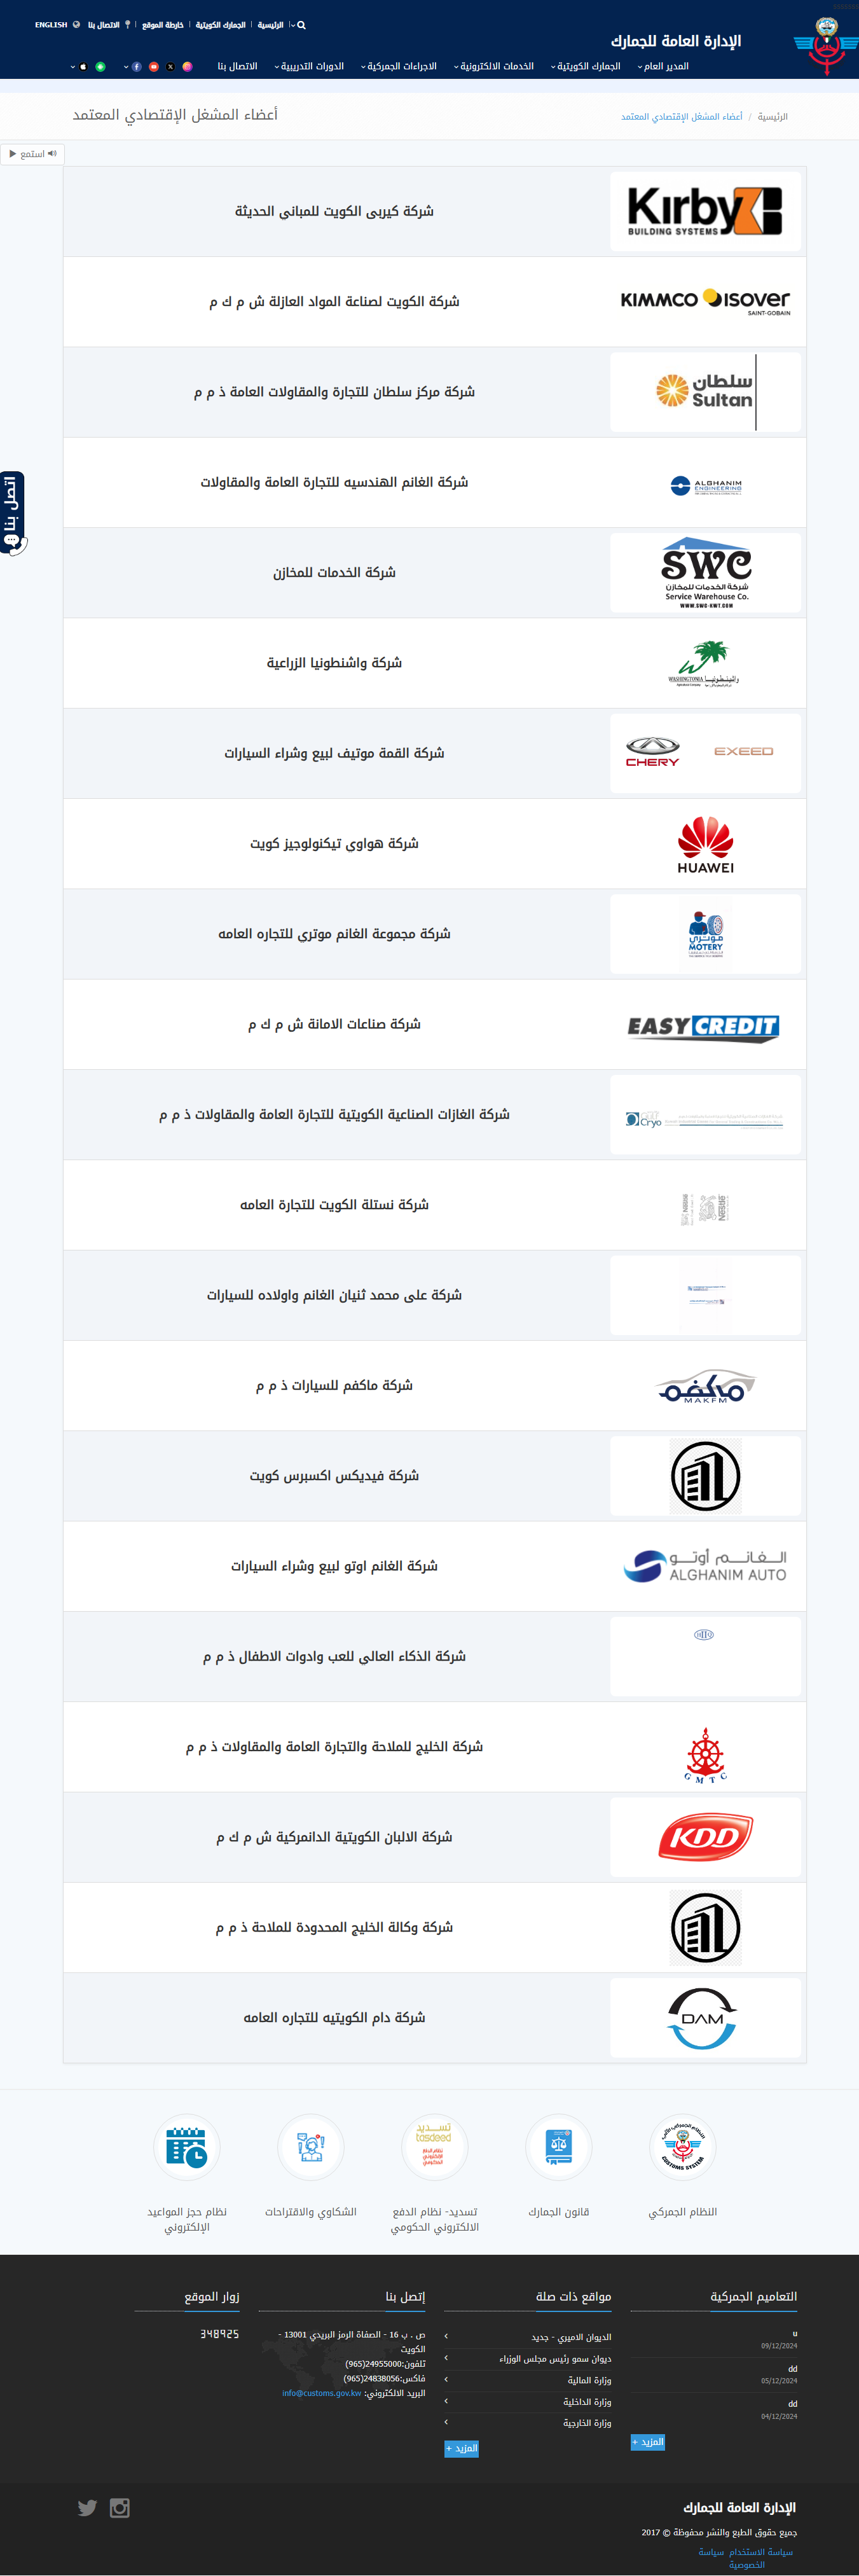 الرئيسية
الجمارك الكويتية
خارطة الموقع
الاتصال بنا
ENGLISH
الإدارة العامة للجمارك
المدير العام
الجمارك الكويتية
الخدمات الالكترونية
الاجراءات الجمركية
الدورات التدريبية
الاتصال بنا
الرئيسية / أعضاء المشغل الإقتصادي المعتمد
أعضاء المشغل الإقتصادي المعتمد
استمع
اتصل بنا
Kirby
BUILDING SYSTEMS
شركة كيربى الكويت للمباني الحديثة
KIMMCO isover
SAINT-GOBAIN
شركة الكويت لصناعة المواد العازلة ش م ك م
سلطان
Sultan
شركة مركز سلطان للتجارة والمقاولات العامة ذ م م
ALGHANIM
ENGINEERING
شركة الغانم الهندسيه للتجارة العامة والمقاولات
SWC
شركة الخدمات للمخازن
Service Warehouse Co.
WWW.SWC-KWT.COM
شركة الخدمات للمخازن
واشنطونيا
WASHINGTONIA
شركة واشنطونيا الزراعية
CHERY
EXEED
شركة القمة موتيف لبيع وشراء السيارات
HUAWEI
شركة هواوي تيكنولوجيز كويت
موتري
MOTERY
شركة مجموعة الغانم موتري للتجاره العامه
EASY CREDIT
شركة صناعات الامانة ش م ك م
Cryo
شركة الغازات الصناعية الكويتية للتجارة العامة والمقاولات ذ م م
شركة نستلة الكويت للتجارة العامه
شركة على محمد ثنيان الغانم واولاده للسيارات
مكفم
MAKFM
شركة ماكفم للسيارات ذ م م
شركة فيديكس اكسبرس كويت
الغانم أوتو
ALGHANIM AUTO
شركة الغانم اوتو لبيع وشراء السيارات
شركة الذكاء العالي للعب وادوات الاطفال ذ م م
GMTC
شركة الخليج للملاحة والتجارة العامة والمقاولات ذ م م
KDD
شركة الالبان الكويتية الدانمركية ش م ك م
شركة وكالة الخليج المحدودة للملاحة ذ م م
DAM
شركة دام الكويتيه للتجاره العامه
CUSTOMS SYSTEM
تسديد
tasdeed
النظام الجمركي
قانون الجمارك
تسديد- نظام الدفع
الالكتروني الحكومي
الشكاوي والاقتراحات
نظام حجز المواعيد
الإلكتروني
التعاميم الجمركية
u
09/12/2024
dd
05/12/2024
dd
04/12/2024
المزيد +
مواقع ذات صلة
الديوان الاميري - جديد
ديوان سمو رئيس مجلس الوزراء
وزارة المالية
وزارة الداخلية
وزارة الخارجية
المزيد +
إتصل بنا
ص . ب 16 - الصفاة الرمز البريدي 13001 -
الكويت
تلفون:24955000(965)
فاكس:24838056(965)
البريد الالكتروني: info@customs.gov.kw
زوار الموقع
348925
الإدارة العامة للجمارك
جميع حقوق الطبع والنشر محفوظة © 2017
سياسة الاستخدام سياسة
الخصوصية